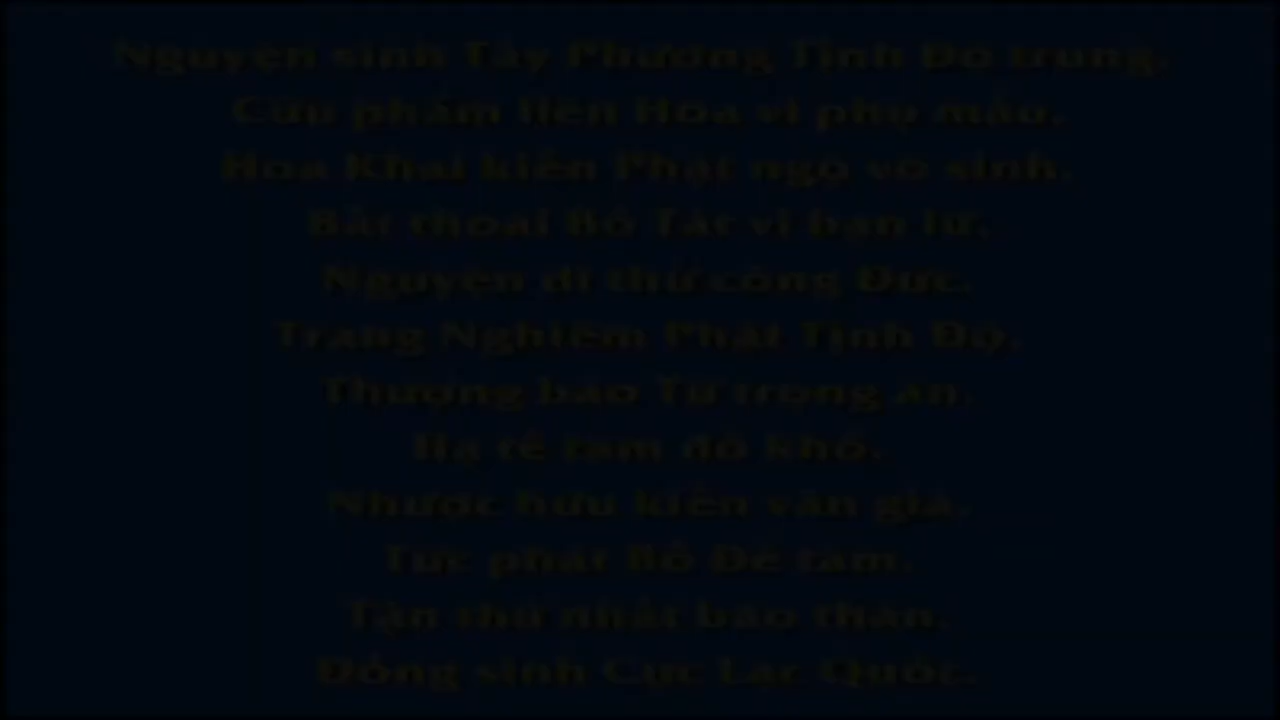 Nguyện sinh Tây Phương Tịnh Độ trung,
Cửu phẩm liên Hoa vi phụ mẫu.
Hoa Khai kiến Phật ngộ vô sinh,
Bất thoái Bồ Tát vi bạn lữ.
Nguyện dĩ thử công Đức,
Trang Nghiêm Phật Tịnh Độ,
Thượng báo Tứ trọng ân,
Hạ tế tam đồ khổ.
Nhược hữu kiến văn giả,
Tức phát Bồ Đề tâm.
Tận thử nhất báo thân,
Đồng sinh Cực Lạc Quốc.